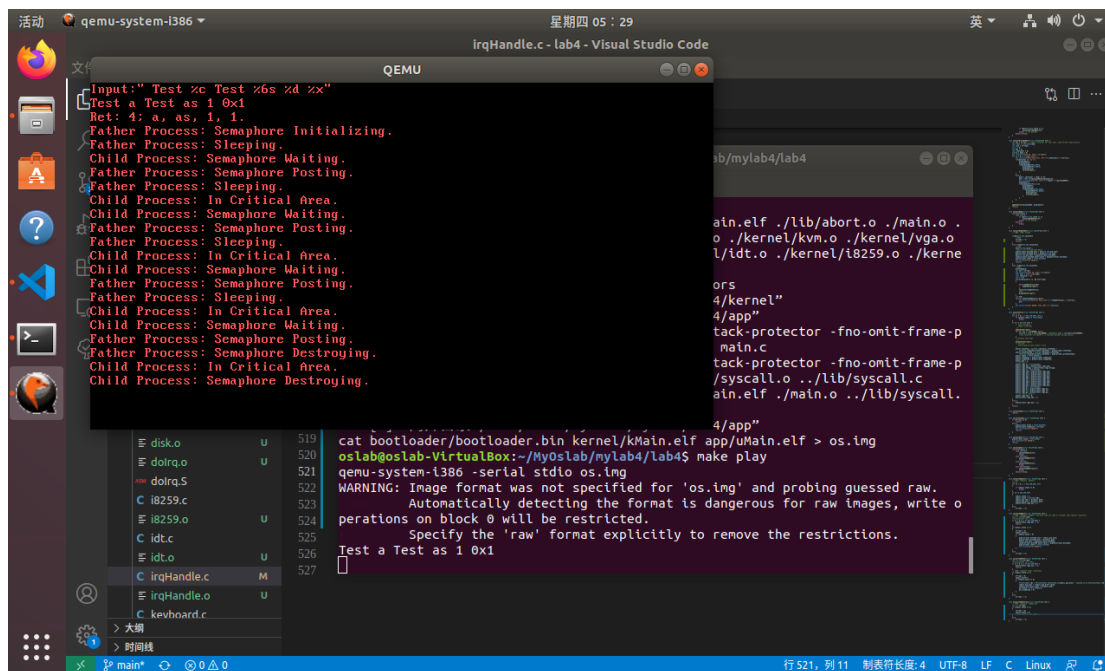 活动 qemu-system-i386 ▾ 星期四 05：29 英 ▾
irqHandle.c - lab4 - Visual Studio Code
QEMU
Input:" Test %c Test %6s %d %x"
Test a Test as 1 0x1
Ret: 4; a, as, 1, 1.
Father Process: Semaphore Initializing.
Father Process: Sleeping.
Child Process: Semaphore Waiting.
Father Process: Semaphore Posting.
Father Process: Sleeping.
Child Process: In Critical Area.
Child Process: Semaphore Waiting.
Father Process: Semaphore Posting.
Father Process: Sleeping.
Child Process: In Critical Area.
Child Process: Semaphore Waiting.
Father Process: Semaphore Posting.
Father Process: Sleeping.
Child Process: In Critical Area.
Child Process: Semaphore Waiting.
Father Process: Semaphore Posting.
Father Process: Semaphore Destroying.
Child Process: In Critical Area.
Child Process: Semaphore Destroying.
ab/mylab4/lab4
ain.elf ./lib/abort.o ./main.o .
o ./kernel/kvm.o ./kernel/vga.o
l/idt.o ./kernel/i8259.o ./kerne
ors
4/kernel”
4/app”
tack-protector -fno-omit-frame-p
main.c
tack-protector -fno-omit-frame-p
/syscall.o ../lib/syscall.c
ain.elf ./main.o ../lib/syscall.
4/app”
cat bootloader/bootloader.bin kernel/kMain.elf app/uMain.elf > os.img
oslab@oslab-VirtualBox:~/MyOslab/mylab4/lab4$ make play
qemu-system-i386 -serial stdio os.img
WARNING: Image format was not specified for 'os.img' and probing guessed raw.
Automatically detecting the format is dangerous for raw images, write o
perations on block 0 will be restricted.
Specify the 'raw' format explicitly to remove the restrictions.
Test a Test as 1 0x1
disk.o U
doIrq.o U
doIrq.S
C i8259.c
i8259.o U
C idt.c
idt.o U
C irqHandle.c M
irqHandle.o U
C keyboard.c
519
520
521
522
523
524
525
526
527
> 大纲
> 时间线
main* 0 0 行 521，列 11 制表符长度: 4 UTF-8 LF C Linux